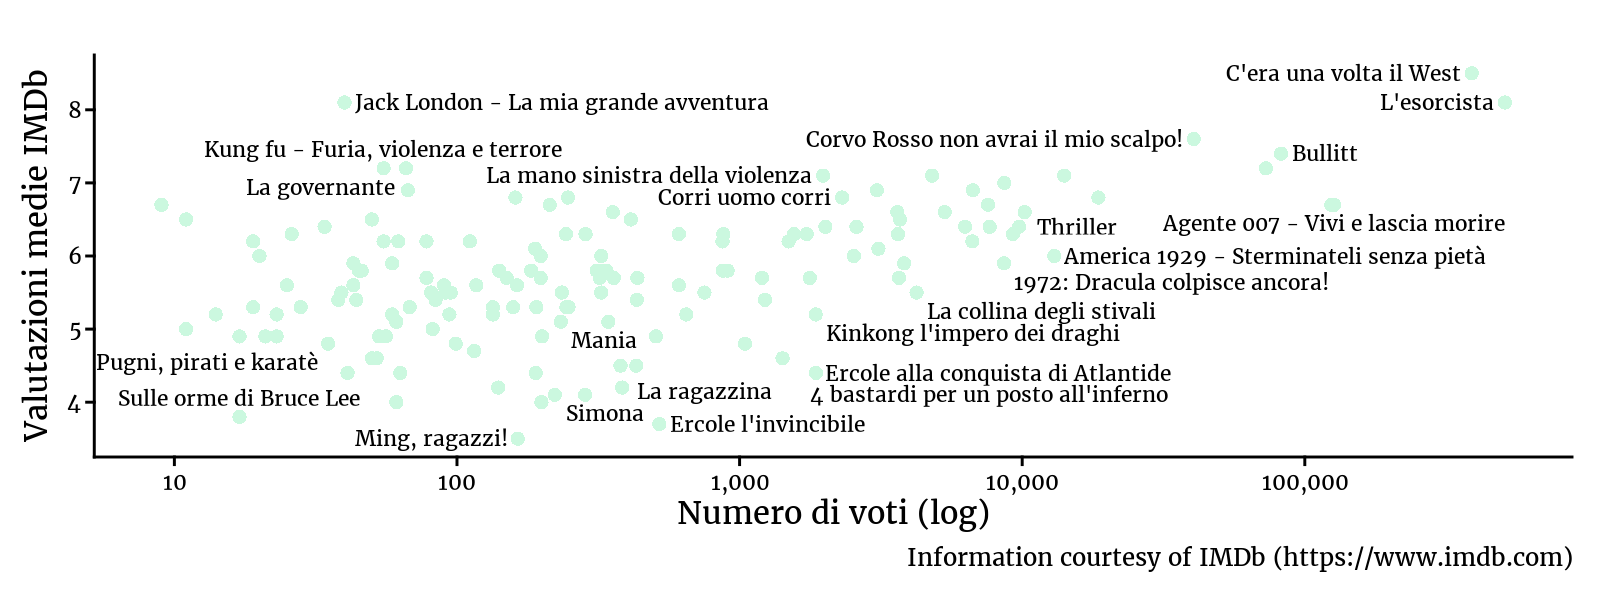 C'era una volta il West
Jack London - La mia grande avventura
L'esorcista
Corvo Rosso non avrai il mio scalpo!
Kung fu - Furia, violenza e terrore
Bullitt
La mano sinistra della violenza
La governante
Corri uomo corri
Thriller
Agente 007 - Vivi e lascia morire
America 1929 - Sterminateli senza pietà
1972: Dracula colpisce ancora!
La collina degli stivali
Kinkong l'impero dei draghi
Mania
Pugni, pirati e karatè
Ercole alla conquista di Atlantide
La ragazzina
4 bastardi per un posto all'inferno
Sulle orme di Bruce Lee
Simona
Ercole l'invincibile
Ming, ragazzi!
Valutazioni medie IMDb
8
7
6
5
4
10
100
1,000
10,000
100,000
Numero di voti (log)
Information courtesy of IMDb (https://www.imdb.com)